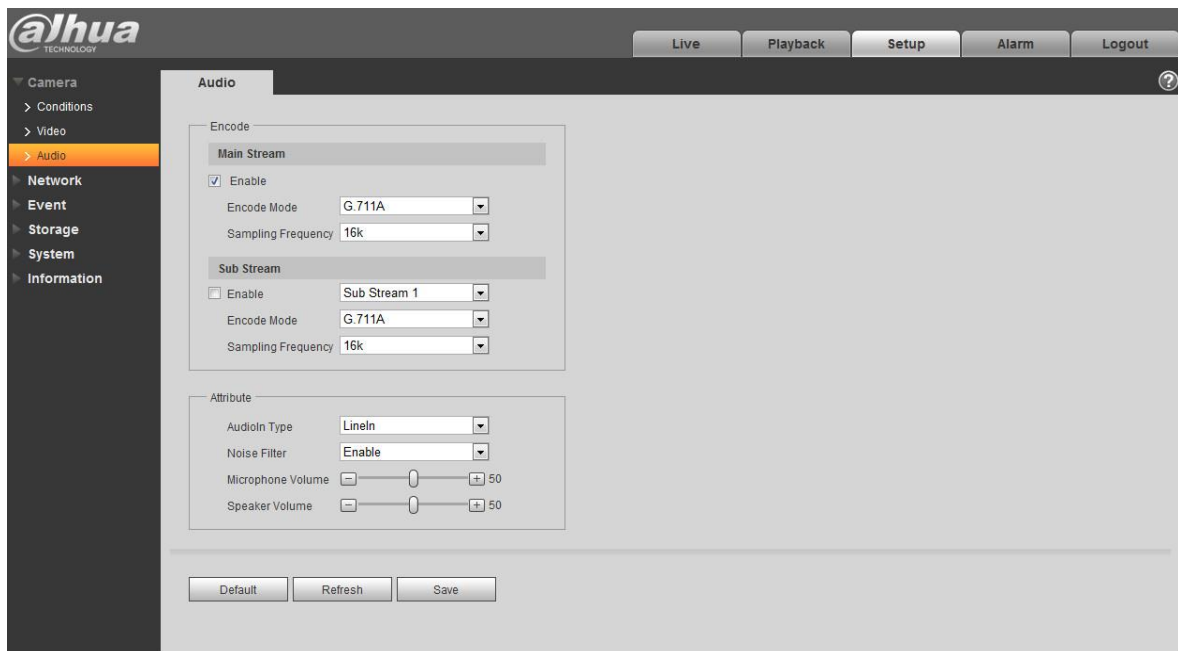 alhua
TECHNOLOGY
Live Playback Setup Alarm Logout
Camera
Conditions
Video
Audio
Network
Event
Storage
System
Information
Audio
?
Encode
Main Stream
Enable
Encode Mode G.711A
Sampling Frequency 16k
Sub Stream
Enable Sub Stream 1
Encode Mode G.711A
Sampling Frequency 16k
Attribute
AudioIn Type LineIn
Noise Filter Enable
Microphone Volume 50
Speaker Volume 50
Default Refresh Save